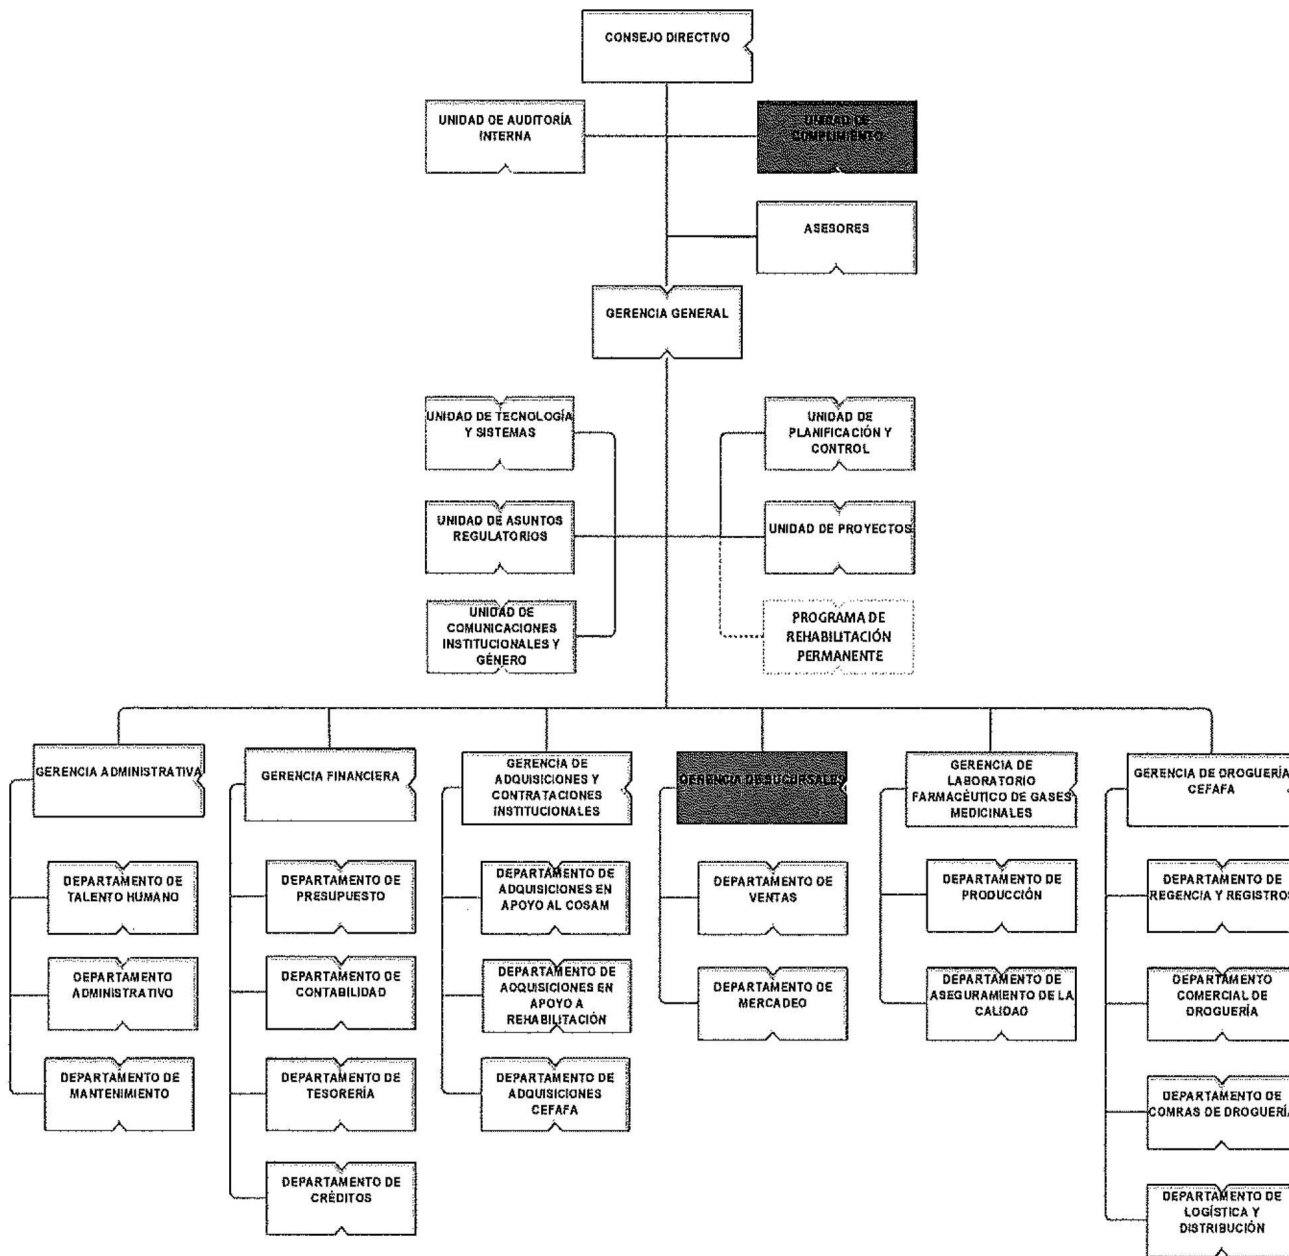 CONSEJO DIRECTIVO
UNIDAD DE AUDITORÍA
INTERNA
UNIDAD DE
CUMPLIMIENTO
ASESORES
GERENCIA GENERAL
UNIDAD DE TECNOLOGÍA
Y SISTEMAS
UNIDAD DE
PLANIFICACIÓN Y
CONTROL
UNIDAD DE ASUNTOS
REGULATORIOS
UNIDAD DE PROYECTOS
UNIDAD DE
COMUNICACIONES
INSTITUCIONALES Y
GÉNERO
PROGRAMA DE
REHABILITACIÓN
PERMANENTE
GERENCIA ADMINISTRATIVA
DEPARTAMENTO DE
TALENTO HUMANO
DEPARTAMENTO
ADMINISTRATIVO
DEPARTAMENTO DE
MANTENIMIENTO
GERENCIA FINANCIERA
DEPARTAMENTO DE
PRESUPUESTO
DEPARTAMENTO DE
CONTABILIDAD
DEPARTAMENTO DE
TESORERÍA
DEPARTAMENTO DE
CRÉDITOS
GERENCIA DE
ADQUISICIONES Y
CONTRATACIONES
INSTITUCIONALES
DEPARTAMENTO DE
ADQUISICIONES EN
APOYO AL COSAM
DEPARTAMENTO DE
ADQUISICIONES EN
APOYO A
REHABILITACIÓN
DEPARTAMENTO DE
ADQUISICIONES
CEFAFA
GERENCIA DE SUCURSALES
DEPARTAMENTO DE
VENTAS
DEPARTAMENTO DE
MERCADEO
GERENCIA DE
LABORATORIO
FARMACÉUTICO DE GASES
MEDICINALES
DEPARTAMENTO DE
PRODUCCIÓN
DEPARTAMENTO DE
ASEGURAMIENTO DE LA
CALIDAD
GERENCIA DE DROGUERÍA
CEFAFA
DEPARTAMENTO DE
REGENCIA Y REGISTROS
DEPARTAMENTO
COMERCIAL DE
DROGUERÍA
DEPARTAMENTO DE
COMRAS DE DROGUERÍA
DEPARTAMENTO DE
LOGÍSTICA Y
DISTRIBUCIÓN